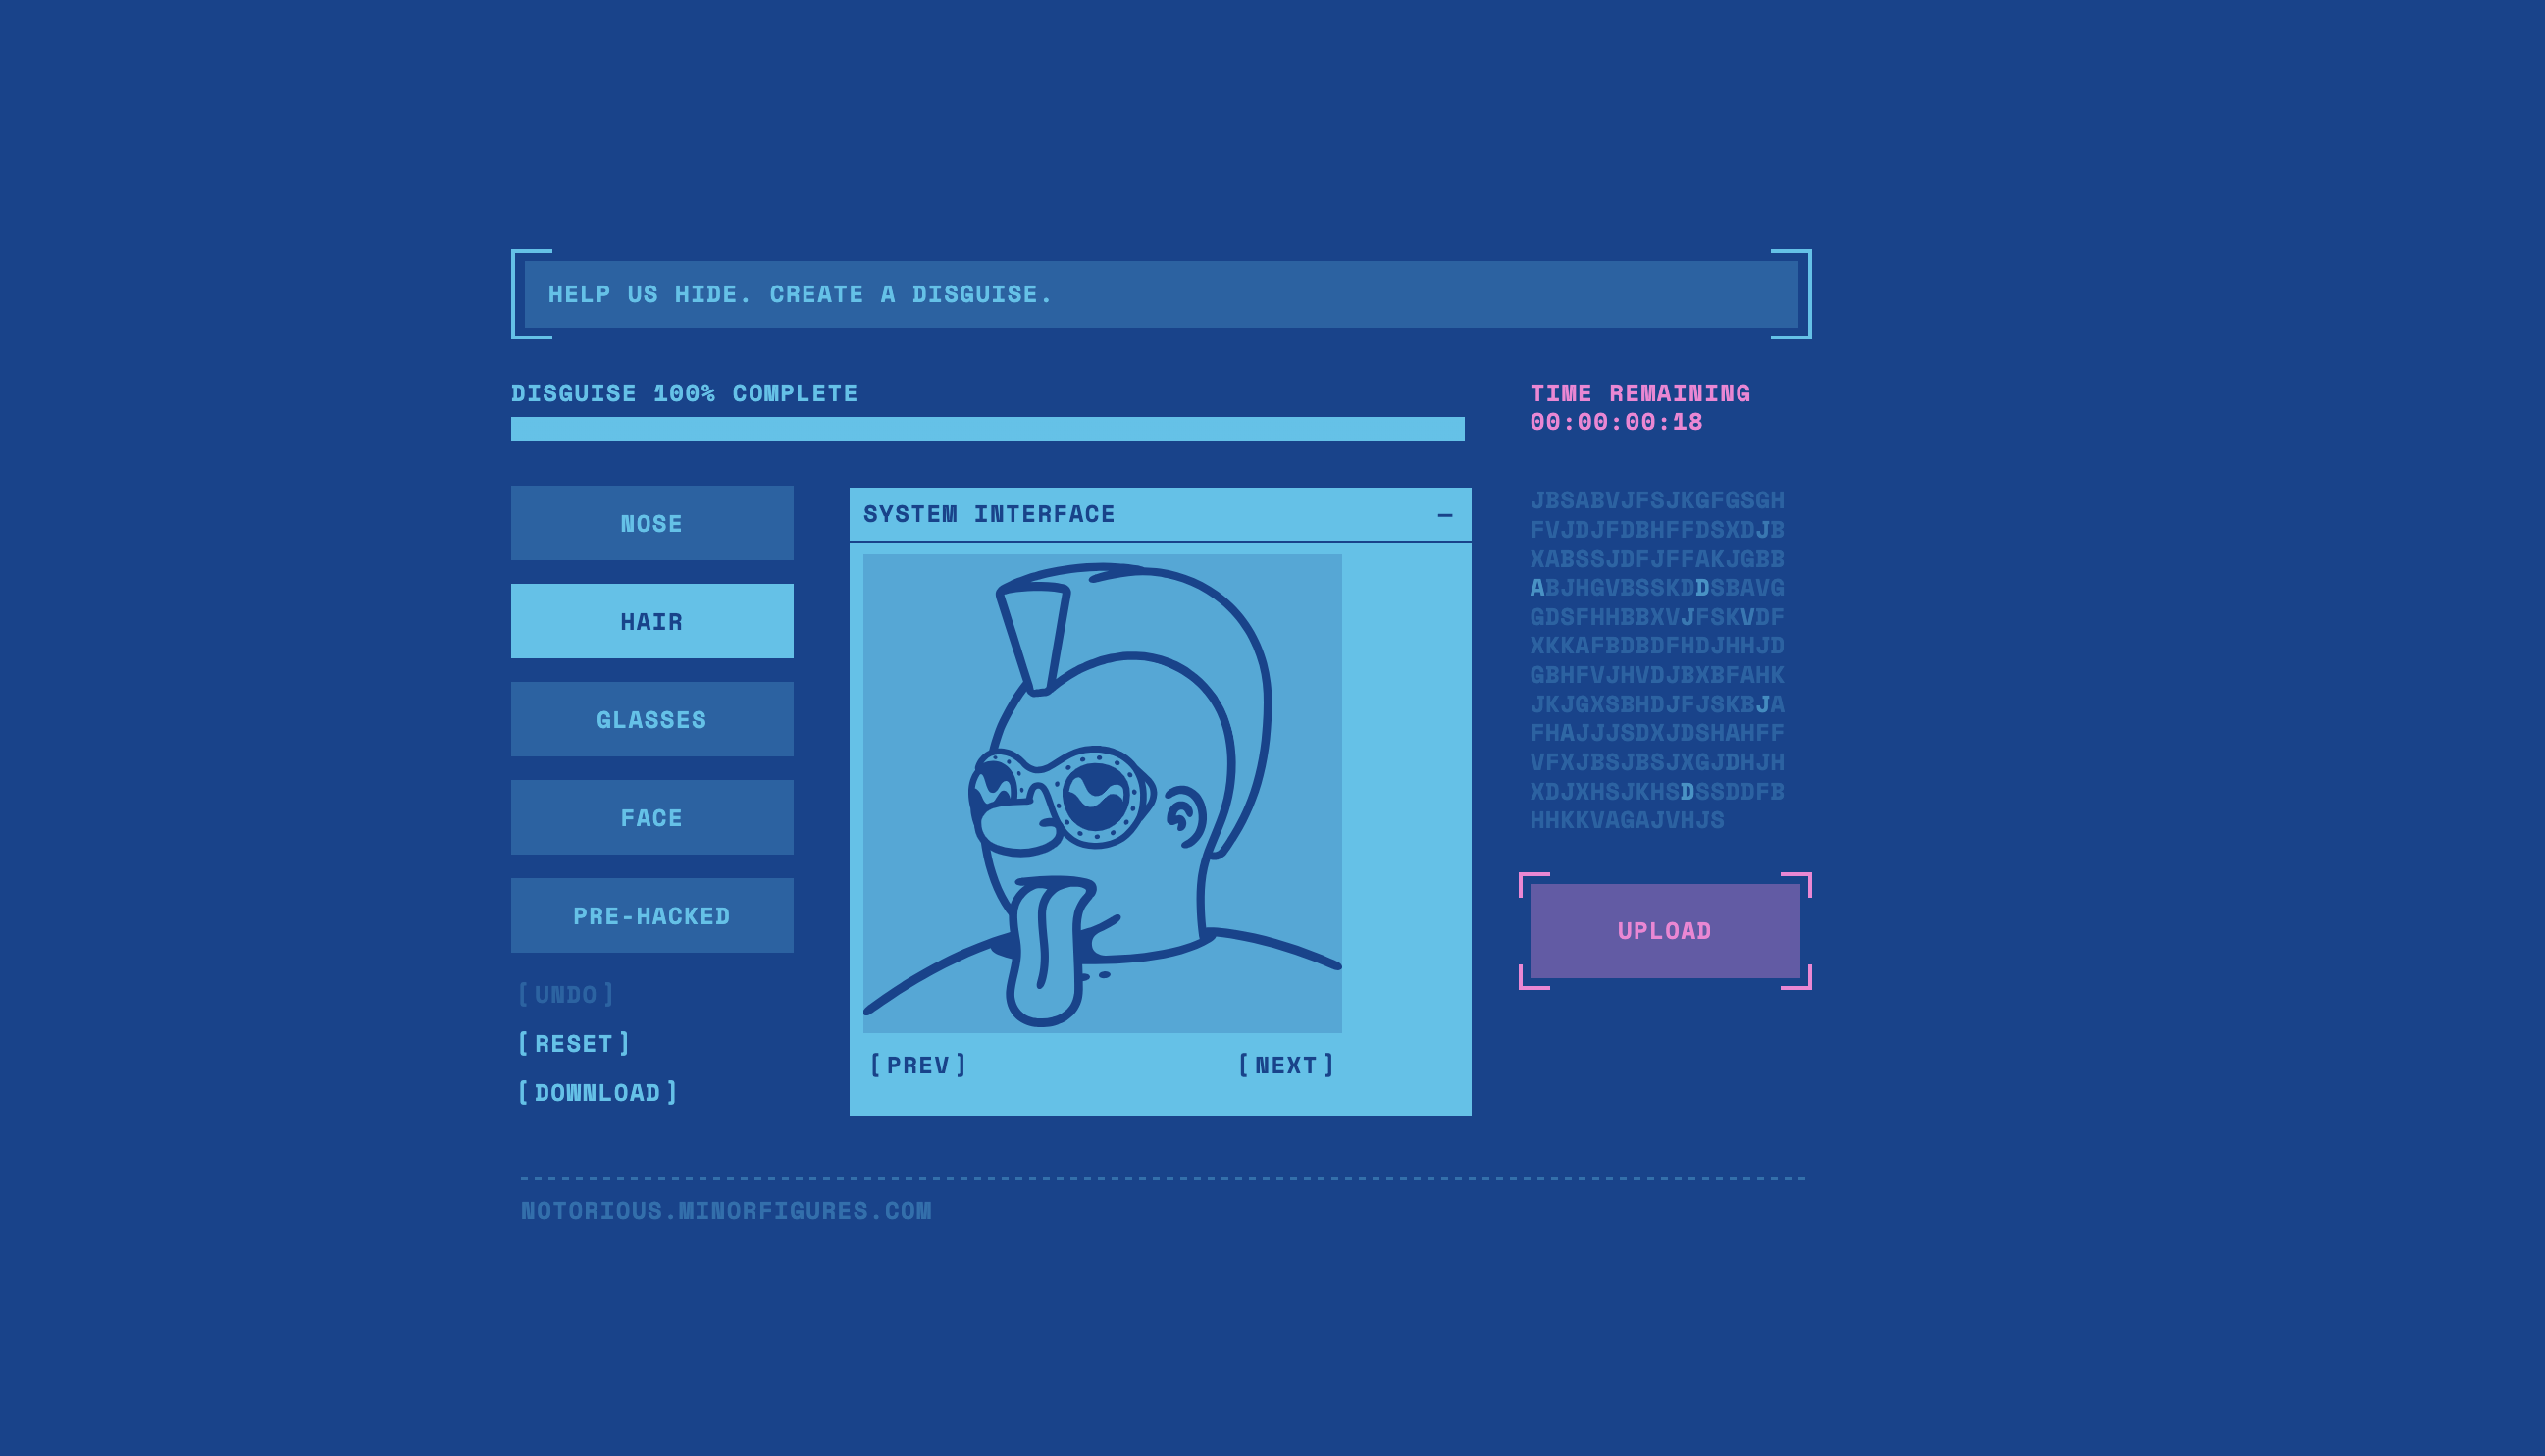 HELP US HIDE. CREATE A DISGUISE.
DISGUISE 100% COMPLETE
TIME REMAINING
00:00:00:18
NOSE
HAIR
GLASSES
FACE
PRE-HACKED
[UNDO]
[RESET]
[DOWNLOAD]
SYSTEM INTERFACE
[PREV]
[NEXT]
JBSABVJFSJKGFGSGH
FVJDJFDBHFFDSXDJB
XABSSJDFJFFAKJGBB
ABJHGVBSSKDDSBAVG
GDSFHHBBXVJFSKVDF
XKKAFBDBDFHDJHHJD
GBHFVJHVDJBXBFAHK
JKJGXSBHDJFJSKBJA
FHAJJJSDXJDSHAHFF
VFXJBSJBSJXGJDHJH
XDJXHSJKHSDSSDDFB
HHKKVAGAJVHJS
UPLOAD
NOTORIOUS.MINORFIGURES.COM